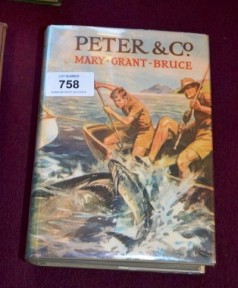 PETER & Co.
MARY-GRANT-BRUCE
LOT NUMBER
758